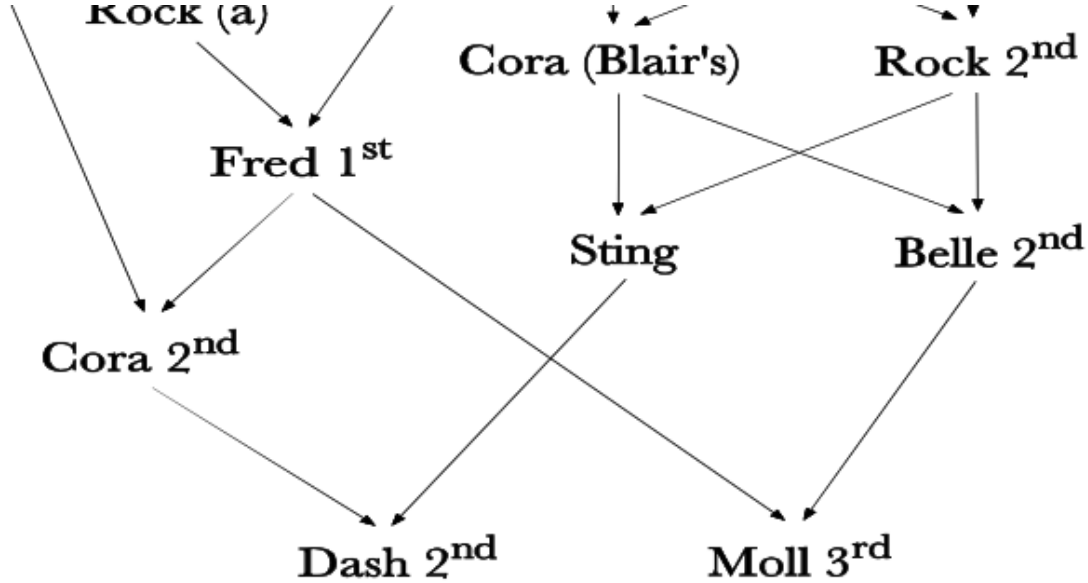 Rock (a)
Cora (Blair's)
Rock 2nd
Fred 1st
Sting
Belle 2nd
Cora 2nd
Dash 2nd
Moll 3rd